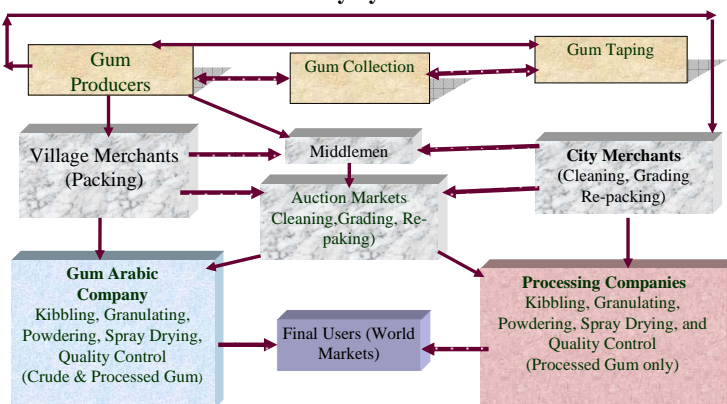 Gum
Producers
Gum Collection
Gum Taping
Village Merchants
(Packing)
Middlemen
City Merchants
(Cleaning, Grading
Re-packing)
Auction Markets
Cleaning,Grading, Re-
paking)
Gum Arabic
Company
Kibbling, Granulating,
Powdering, Spray Drying,
Quality Control
(Crude & Processed Gum)
Final Users (World
Markets)
Processing Companies
Kibbling, Granulating,
Powdering, Spray Drying, and
Quality Control
(Processed Gum only)